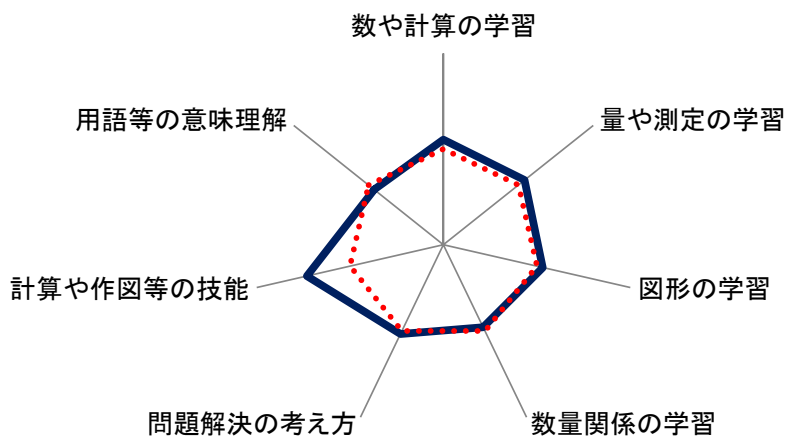 数や計算の学習
量や測定の学習
図形の学習
数量関係の学習
問題解決の考え方
計算や作図等の技能
用語等の意味理解